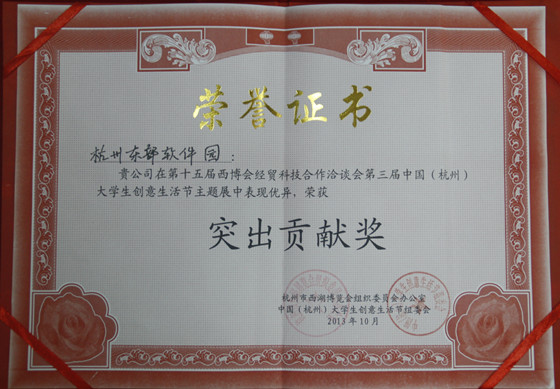 荣誉证书
杭州东部软件园：
贵公司在第十五届西博会经贸科技合作洽谈会第三届中国（杭州）
大学生创意生活节主题展中表现优异，荣获
突出贡献奖
杭州市西湖博览会组织委员会办公室
中国（杭州）大学生创意生活节组委会
2013年10月